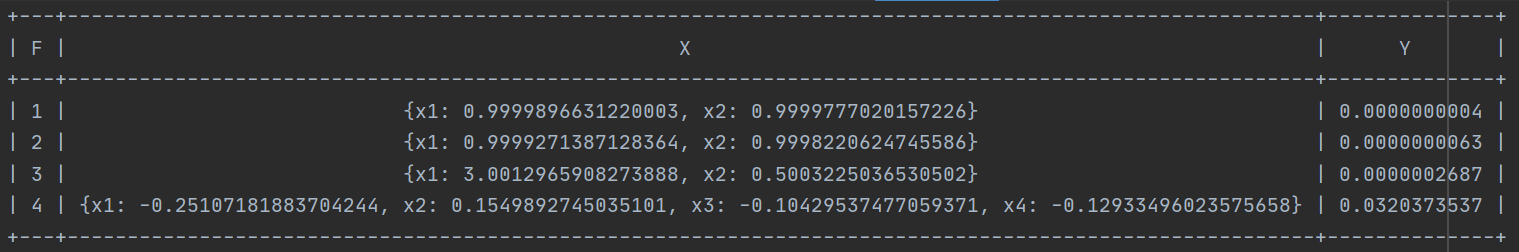 +---+---------------------------------------------------------------------------------------------------------+--------------+
| F | X | Y |
+---+---------------------------------------------------------------------------------------------------------+--------------+
| 1 | {x1: 0.9999896631220003, x2: 0.9999777020157226} | 0.0000000004 |
| 2 | {x1: 0.9999271387128364, x2: 0.9998220624745586} | 0.0000000063 |
| 3 | {x1: 3.0012965908273888, x2: 0.5003225036530502} | 0.0000002687 |
| 4 | {x1: -0.25107181883704244, x2: 0.1549892745035101, x3: -0.10429537477059371, x4: -0.12933496023575658} | 0.0320373537 |
+---+---------------------------------------------------------------------------------------------------------+--------------+